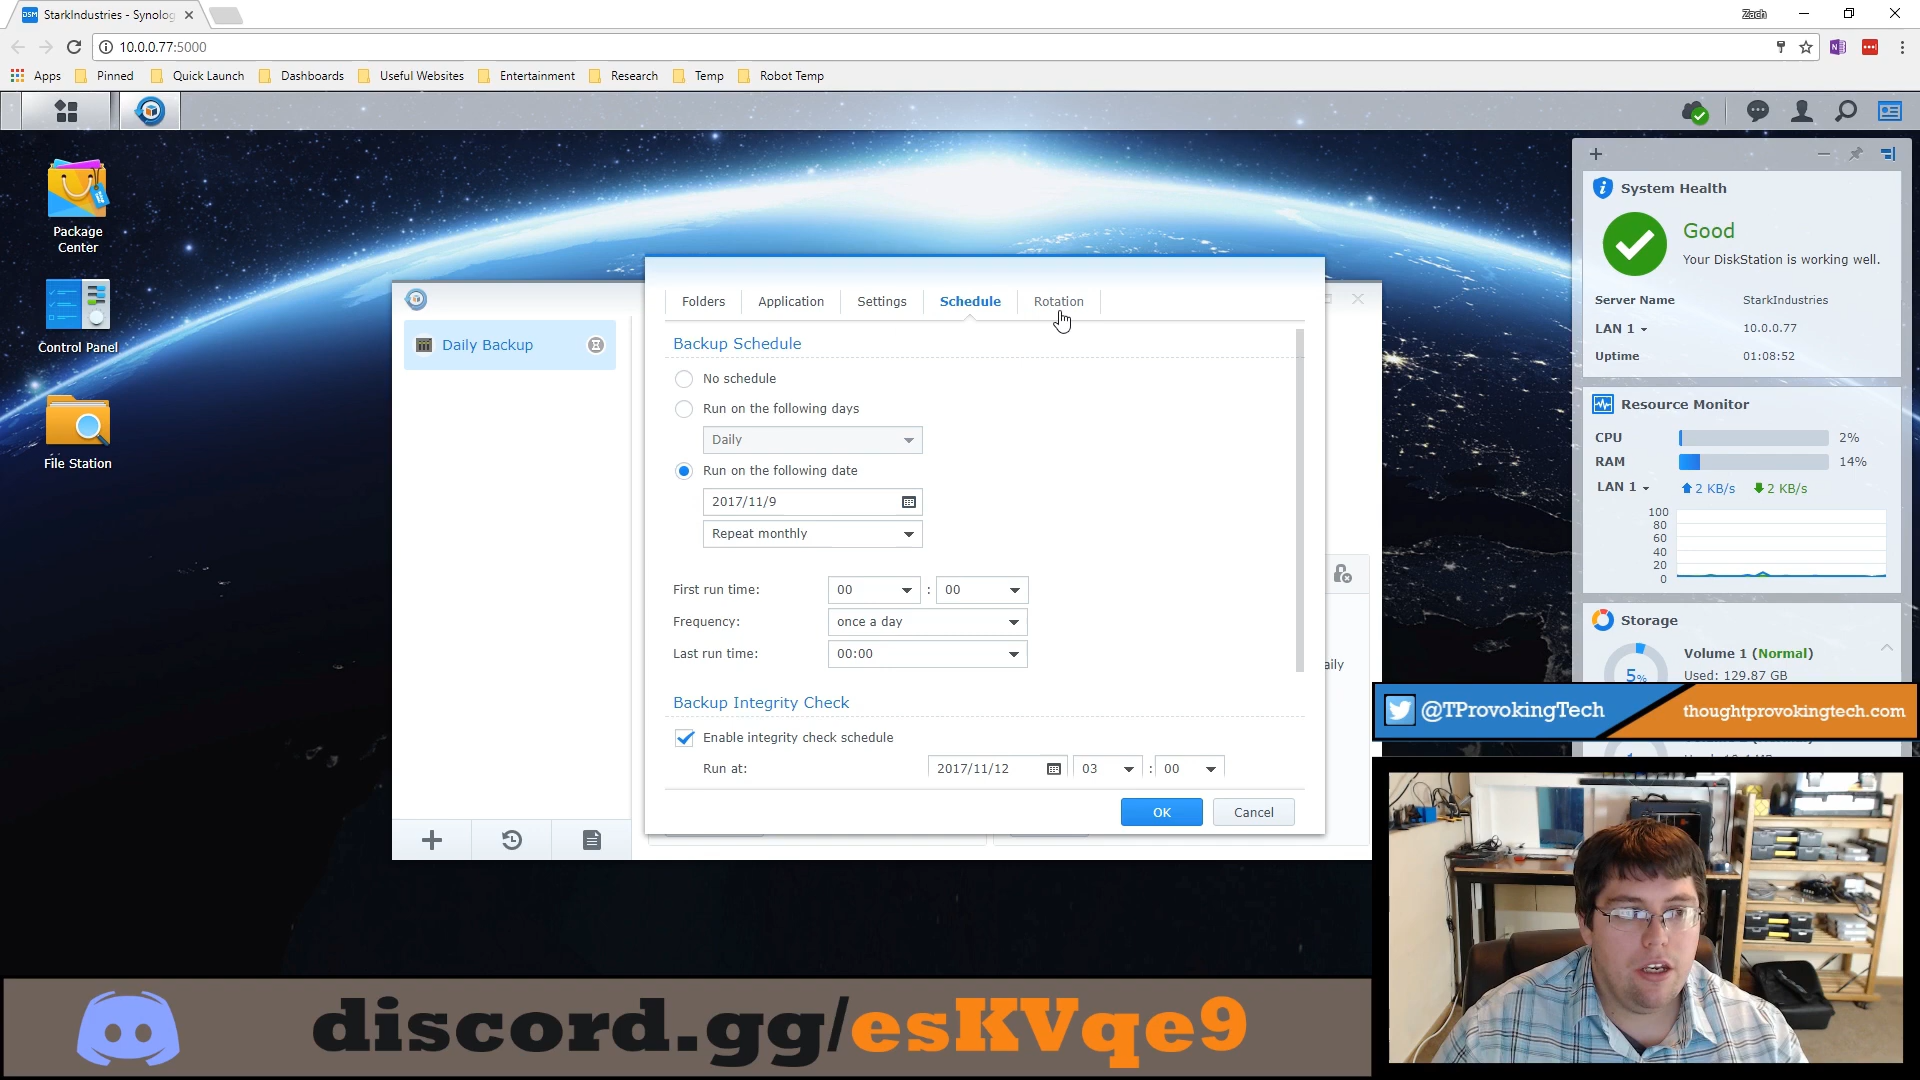 StarkIndustries - Synolog
Zach
10.0.0.77:5000
Apps
Pinned
Quick Launch
Dashboards
Useful Websites
Entertainment
Research
Temp
Robot Temp
Package
Center
Control Panel
File Station
Daily Backup
Folders
Application
Settings
Schedule
Rotation
Backup Schedule
No schedule
Run on the following days
Daily
Run on the following date
2017/11/9
Repeat monthly
First run time:
00
:
00
Frequency:
once a day
Last run time:
00:00
Backup Integrity Check
Enable integrity check schedule
Run at:
2017/11/12
03
:
00
OK
Cancel
aily
System Health
Good
Your DiskStation is working well.
Server Name
StarkIndustries
LAN 1
10.0.0.77
Uptime
01:08:52
Resource Monitor
CPU
2%
RAM
14%
LAN 1
2 KB/s
2 KB/s
100
80
60
40
20
0
Storage
5%
Volume 1 (Normal)
Used: 129.87 GB
@TProvokingTech
thoughtprovokingtech.com
discord.gg/esKVqe9